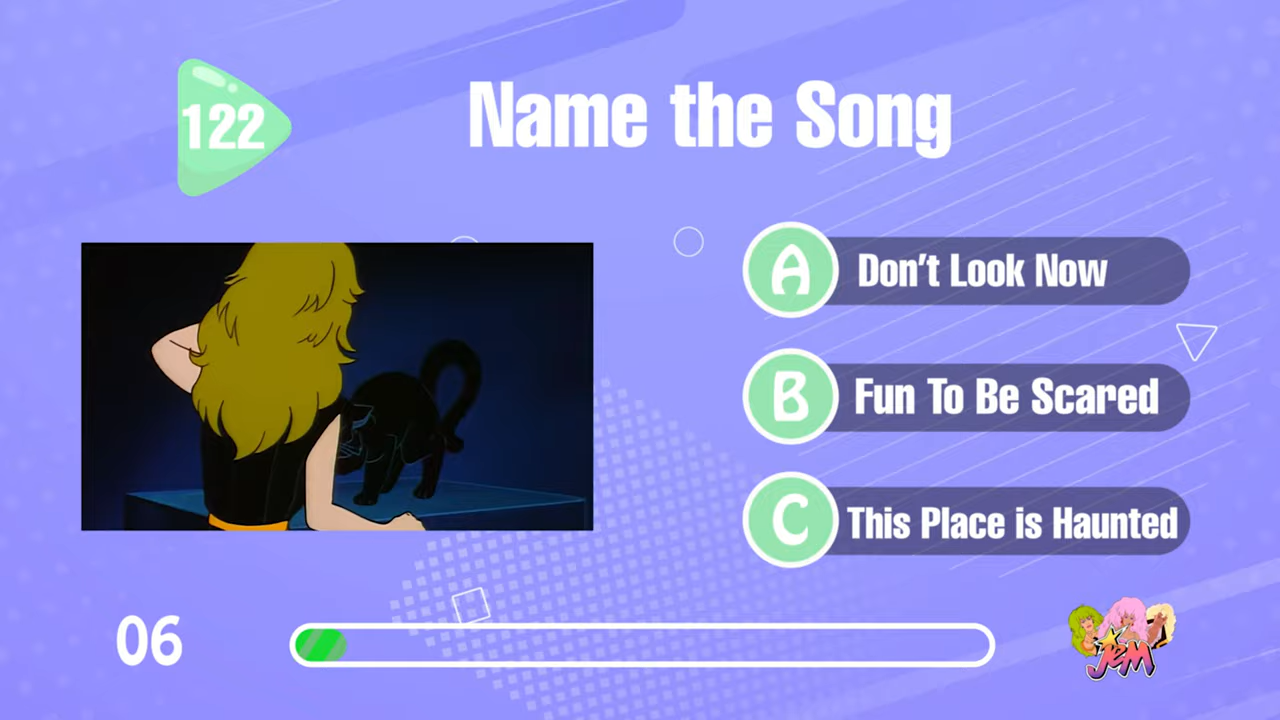 122
Name the Song
A Don't Look Now
B Fun To Be Scared
C This Place is Haunted
06
JEM